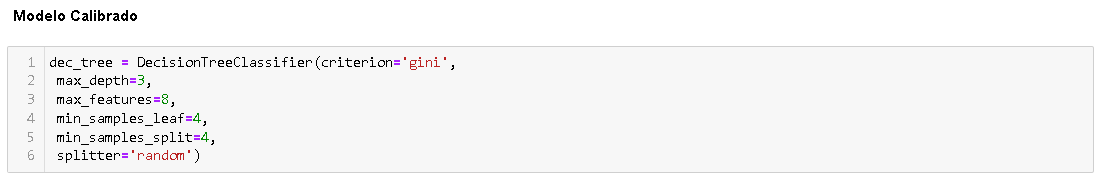 Modelo Calibrado
1 dec_tree = DecisionTreeClassifier(criterion='gini',
2  max_depth=3,
3  max_features=8,
4  min_samples_leaf=4,
5  min_samples_split=4,
6  splitter='random')